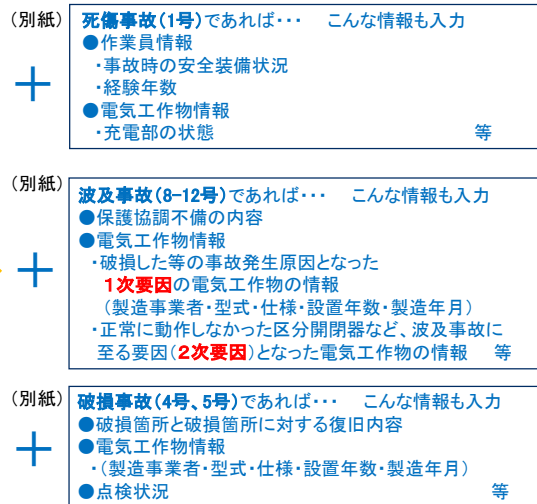 (別紙)
死傷事故(1号)であれば･･･ こんな情報も入力
●作業員情報
･事故時の安全装備状況
･経験年数
●電気工作物情報
･充電部の状態 等
(別紙)
波及事故(8-12号)であれば･･･ こんな情報も入力
●保護協調不備の内容
●電気工作物情報
･破損した等の事故発生原因となった
1次要因の電気工作物の情報
(製造事業者･型式･仕様･設置年数･製造年月)
･正常に動作しなかった区分開閉器など、波及事故に
至る要因(2次要因)となった電気工作物の情報 等
(別紙)
破損事故(4号、5号)であれば･･･ こんな情報も入力
●破損箇所と破損箇所に対する復旧内容
●電気工作物情報
･(製造事業者･型式･仕様･設置年数･製造年月)
●点検状況 等